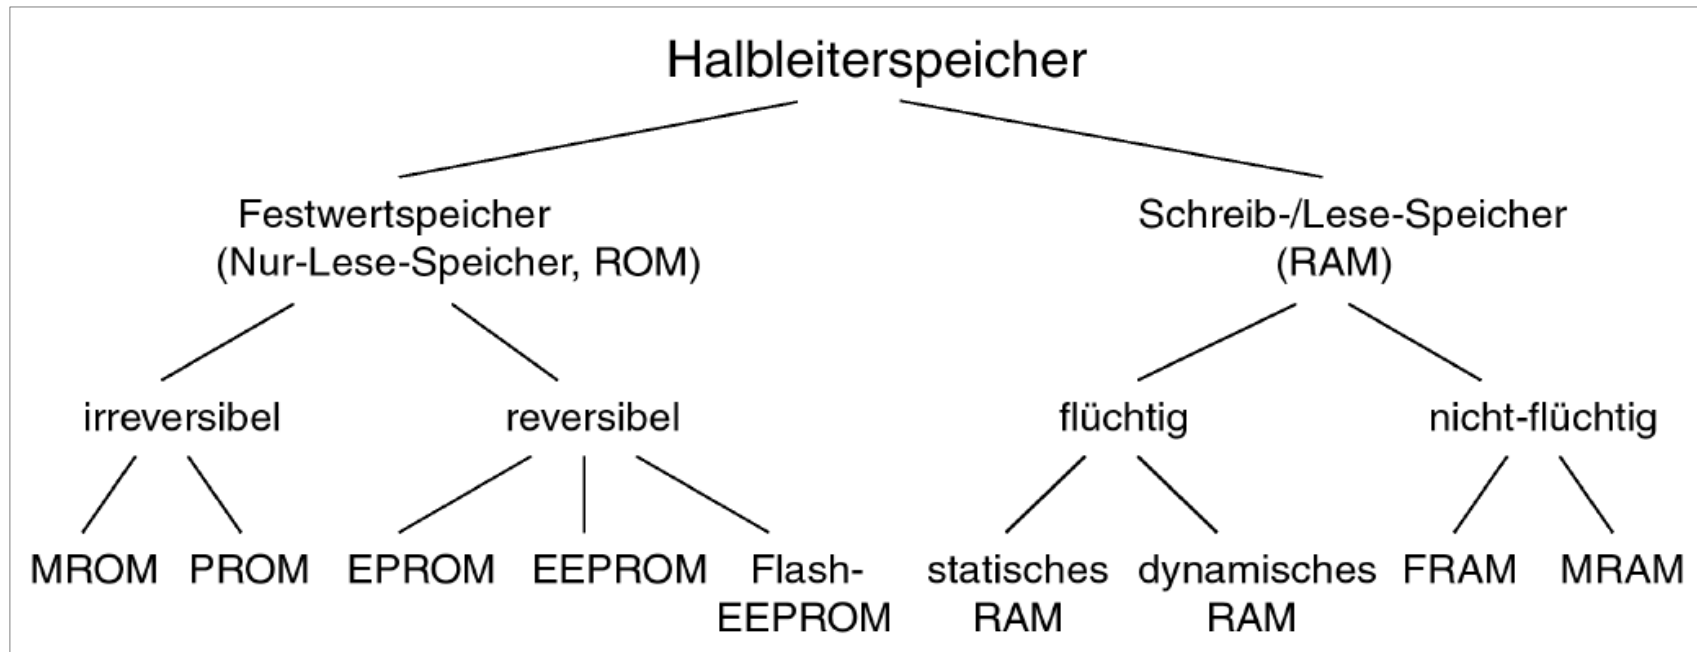 Halbleiterspeicher
Festwertspeicher
(Nur-Lese-Speicher, ROM)
Schreib-/Lese-Speicher
(RAM)
irreversibel
reversibel
flüchtig
nicht-flüchtig
MROM
PROM
EPROM
EEPROM
Flash-
EEPROM
statisches
RAM
dynamisches
RAM
FRAM
MRAM